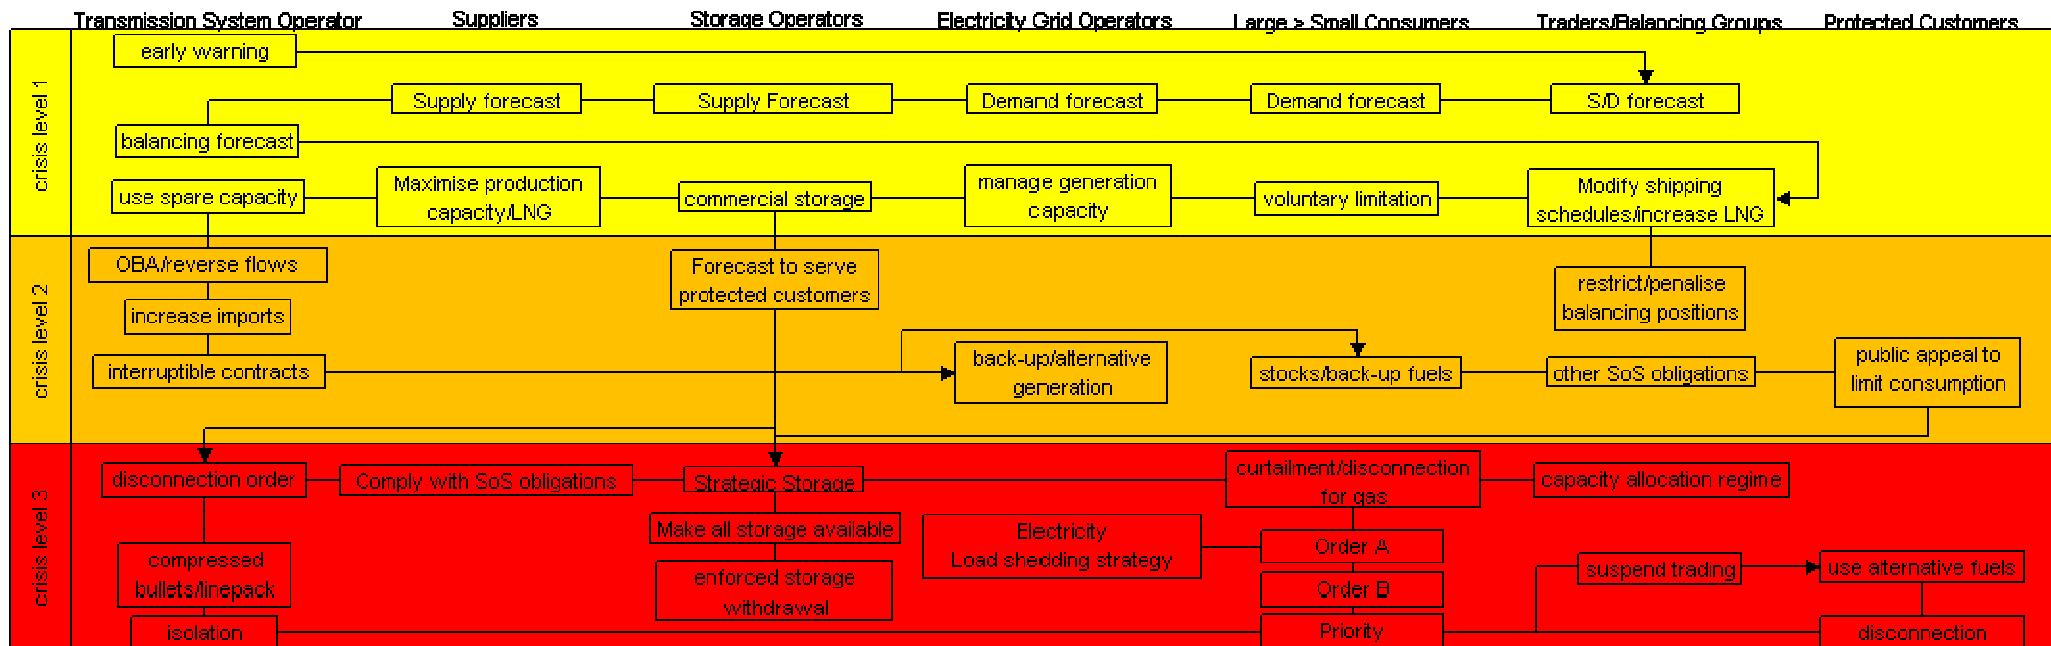 Transmission System Operator
Suppliers
Storage Operators
Electricity Grid Operators
Large > Small Consumers
Traders/Balancing Groups
Protected Customers
crisis level 1
early warning
Supply forecast
Supply Forecast
Demand forecast
Demand forecast
S/D forecast
balancing forecast
use spare capacity
Maximise production
capacity/LNG
commercial storage
manage generation
capacity
voluntary limitation
Modify shipping
schedules/increase LNG
crisis level 2
OBA/reverse flows
Forecast to serve
protected customers
restrict/penalise
balancing positions
increase imports
interruptible contracts
back-up/alternative
generation
stocks/back-up fuels
other SoS obligations
public appeal to
limit consumption
crisis level 3
disconnection order
Comply with SoS obligations
Strategic Storage
curtailment/disconnection
for gas
capacity allocation regime
Make all storage available
Electricity
Load shedding strategy
Order A
compressed
bullets/linepack
enforced storage
withdrawal
Order B
suspend trading
use aternative fuels
isolation
Priority
disconnection